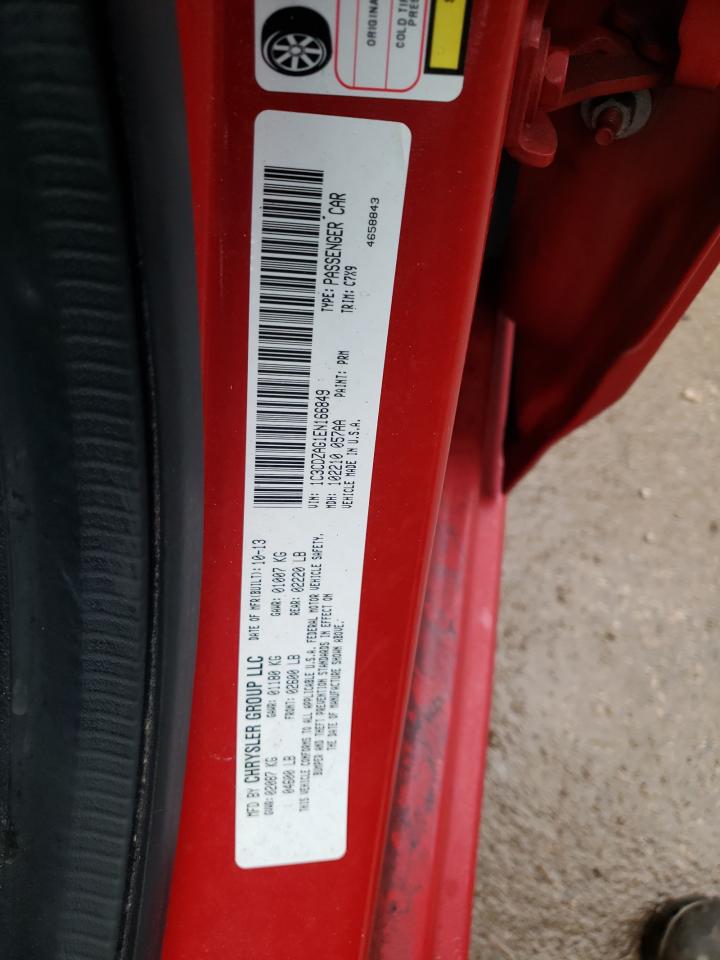 ORIGINA
COLD TI
PRES
MFD BY CHRYSLER GROUP LLC DATE OF MFR(BUILT): 10-13
GVWR: 02087 KG GAWR: 01180 KG GAWR: 01007 KG
04600 LB FRONT: 02600 LB REAR: 02220 LB
THIS VEHICLE CONFORMS TO ALL APPLICABLE U.S.A. FEDERAL MOTOR VEHICLE SAFETY,
BUMPER AND THEFT PREVENTION STANDARDS IN EFFECT ON
THE DATE OF MANUFACTURE SHOWN ABOVE.
VIN: 1C3CDZAG1EN166849 TYPE: PASSENGER CAR
MDH: 102210 057AA PAINT: PRM TRIM: C7X9
VEHICLE MADE IN U.S.A. 4658843